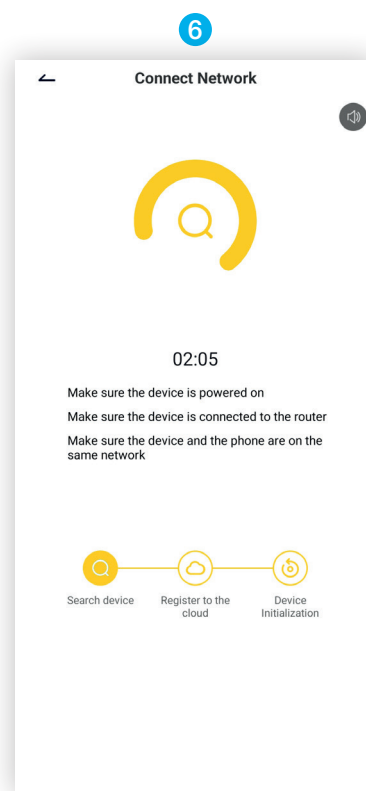 6
Connect Network
02:05
Make sure the device is powered on
Make sure the device is connected to the router
Make sure the device and the phone are on the
same network
Search device
Register to the
cloud
Device
Initialization